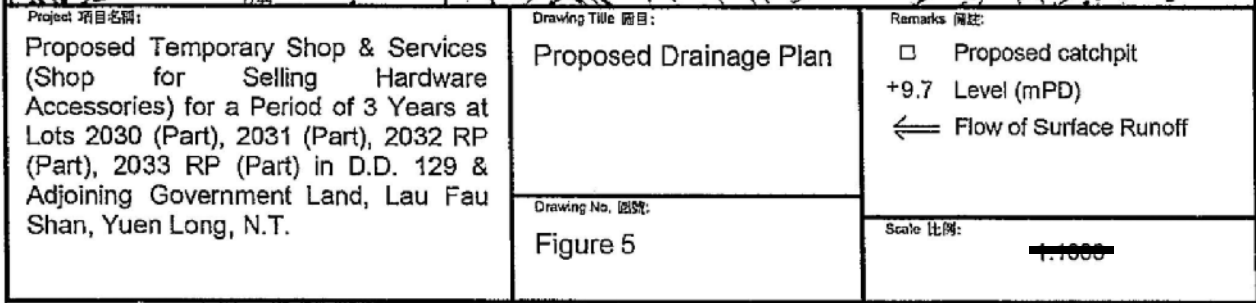 Project 項目名稱:
Proposed Temporary Shop & Services
(Shop for Selling Hardware
Accessories) for a Period of 3 Years at
Lots 2030 (Part), 2031 (Part), 2032 RP
(Part), 2033 RP (Part) in D.D. 129 &
Adjoining Government Land, Lau Fau
Shan, Yuen Long, N.T.
Drawing Title 圖目:
Proposed Drainage Plan
Drawing No. 圖號:
Figure 5
Remarks 備註:
Proposed catchpit
+9.7 Level (mPD)
Flow of Surface Runoff
Scale 比例: